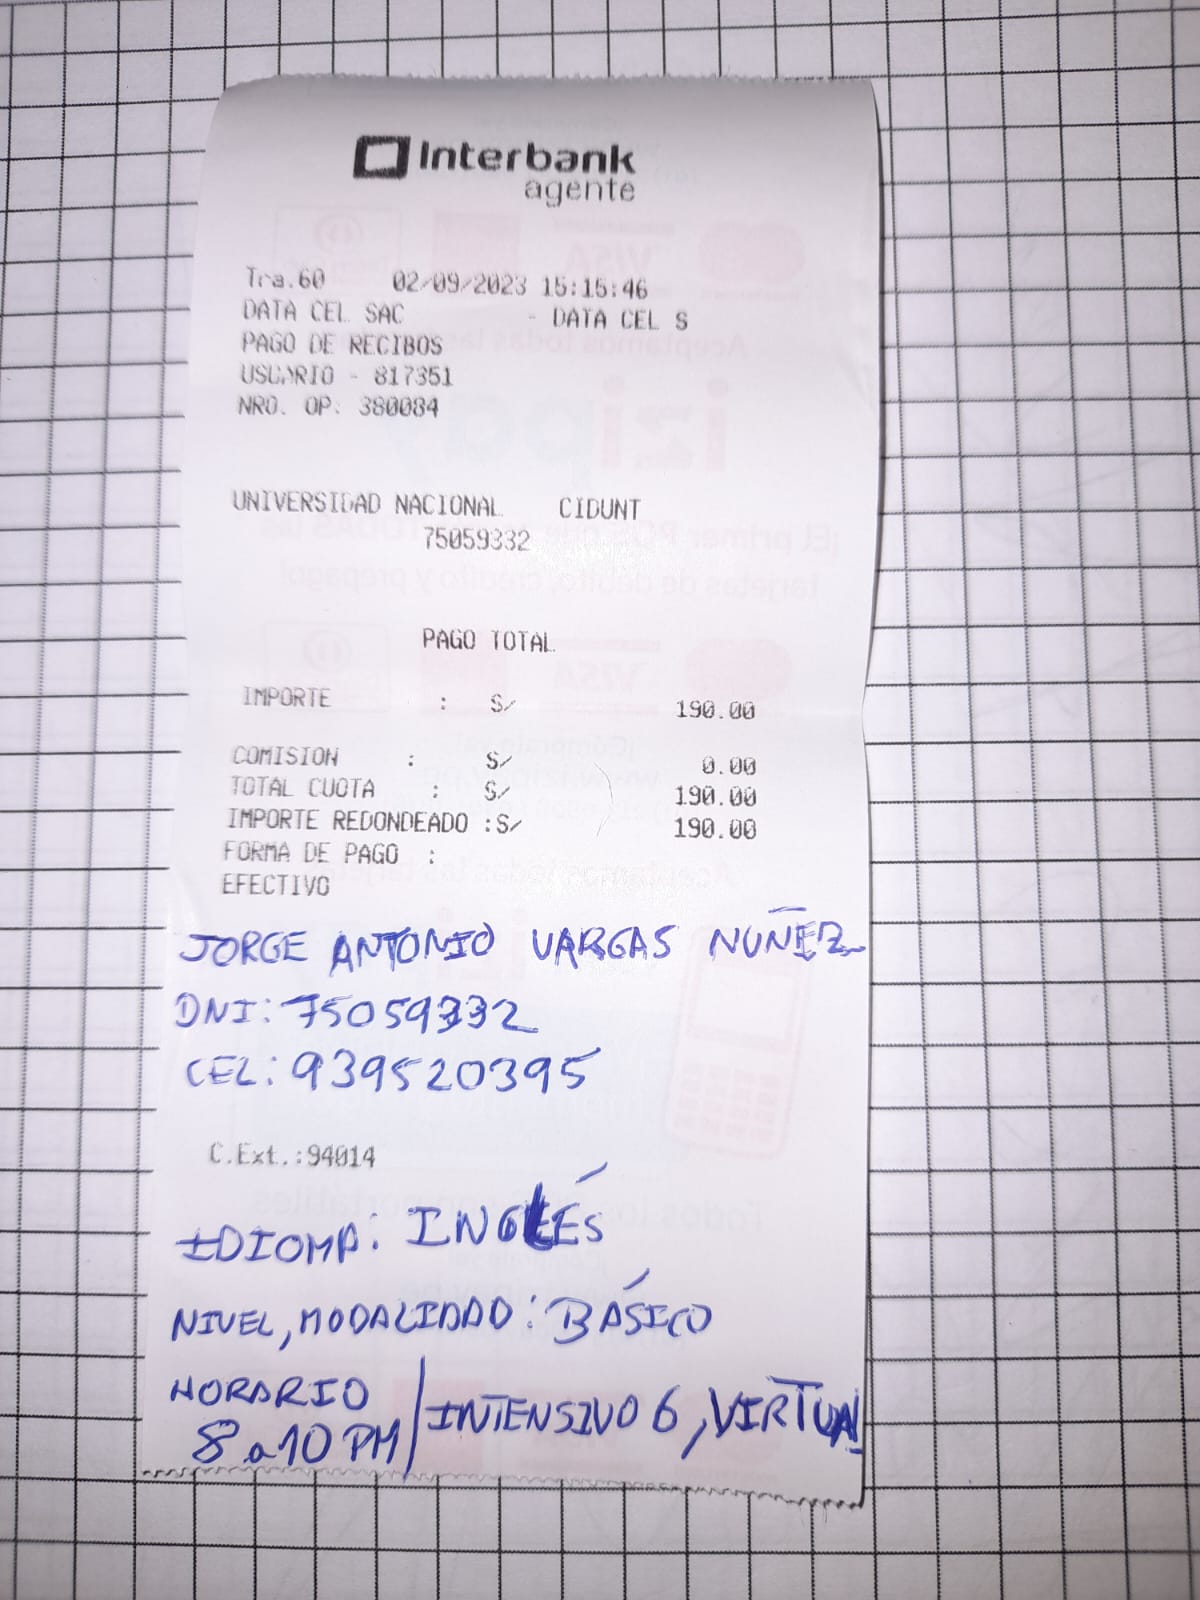 Interbank
agente
Tra.60 02/09/2023 15:15:46
DATA CEL SAC - DATA CEL S
PAGO DE RECIBOS
USUARIO - 817351
NRO. OP: 380084
UNIVERSIDAD NACIONAL CIDUNT
75059332
PAGO TOTAL
IMPORTE : S/ 190.00
COMISION : S/ 0.00
TOTAL CUOTA : S/ 190.00
IMPORTE REDONDEADO :S/ 190.00
FORMA DE PAGO :
EFECTIVO
JORGE ANTONIO VARGAS NUÑEZ
DNI: 75059332
CEL: 939520395
C.Ext.:94014
IDIOMA: INGLÉS
NIVEL, MODALIDAD: BÁSICO
HORARIO
8 a 10 PM / INTENSIVO 6, VIRTUAL